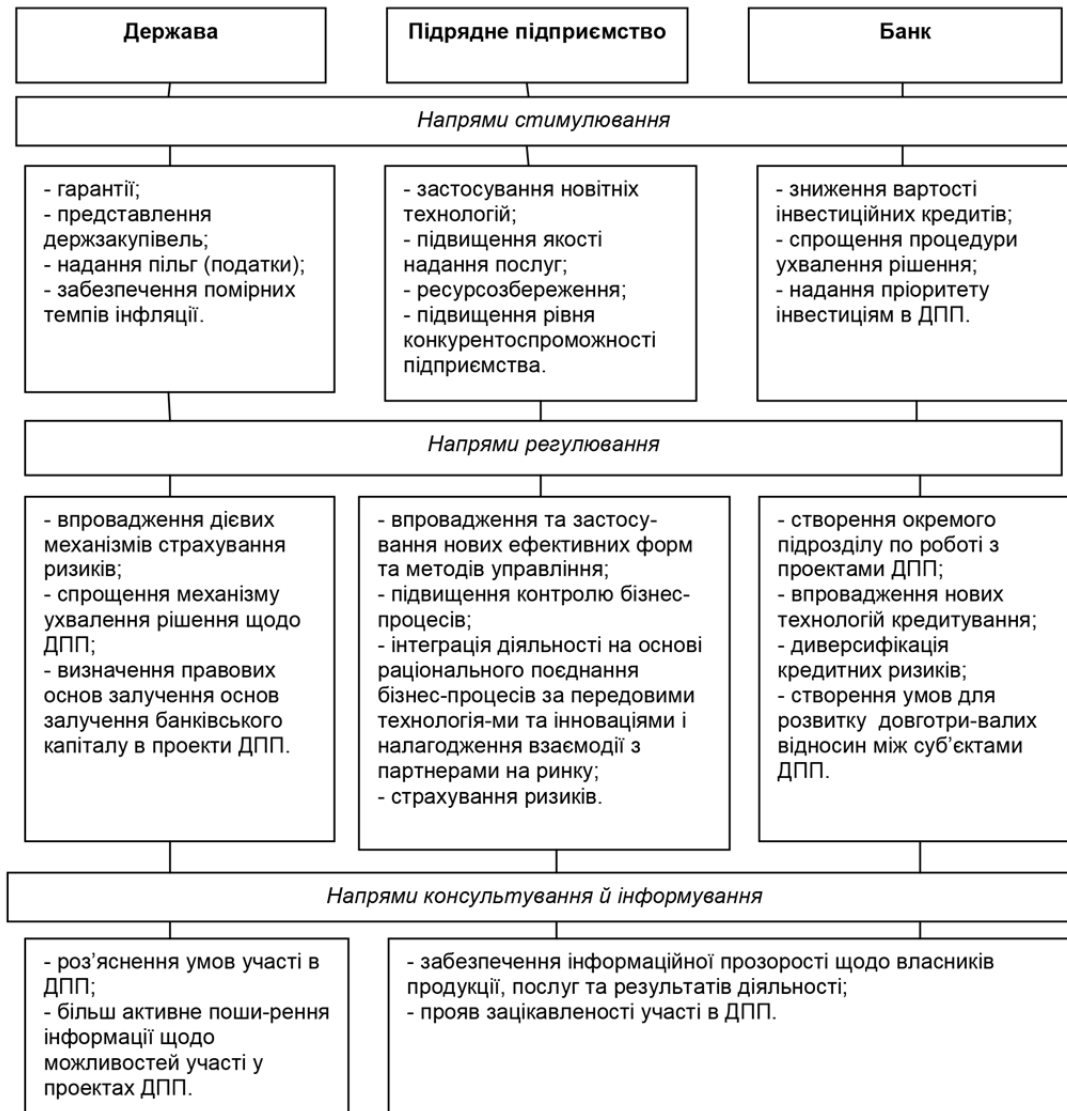 Держава
Підрядне підприємство
Банк
Напрями стимулювання
- гарантії;
- представлення
держзакупівель;
- надання пільг (податки);
- забезпечення помірних
темпів інфляції.
- застосування новітніх
технологій;
- підвищення якості
надання послуг;
- ресурсозбереження;
- підвищення рівня
конкурентоспроможності
підприємства.
- зниження вартості
інвестиційних кредитів;
- спрощення процедури
ухвалення рішення;
- надання пріоритету
інвестиціям в ДПП.
Напрями регулювання
- впровадження дієвих
механізмів страхування
ризиків;
- спрощення механізму
ухвалення рішення щодо
ДПП;
- визначення правових
основ залучення основ
залучення банківського
капіталу в проекти ДПП.
- впровадження та застосу-
вання нових ефективних форм
та методів управління;
- підвищення контролю бізнес-
процесів;
- інтеграція діяльності на основі
раціонального поєднання
бізнес-процесів за передовими
технологія-ми та інноваціями і
налагодження взаємодії з
партнерами на ринку;
- страхування ризиків.
- створення окремого
підрозділу по роботі з
проектами ДПП;
- впровадження нових
технологій кредитування;
- диверсифікація
кредитних ризиків;
- створення умов для
розвитку довготри-валих
відносин між суб’єктами
ДПП.
Напрями консультування й інформування
- роз’яснення умов участі в
ДПП;
- більш активне поши-рення
інформації щодо
можливостей участі у
проектах ДПП.
- забезпечення інформаційної прозорості щодо власників
продукції, послуг та результатів діяльності;
- прояв зацікавленості участі в ДПП.